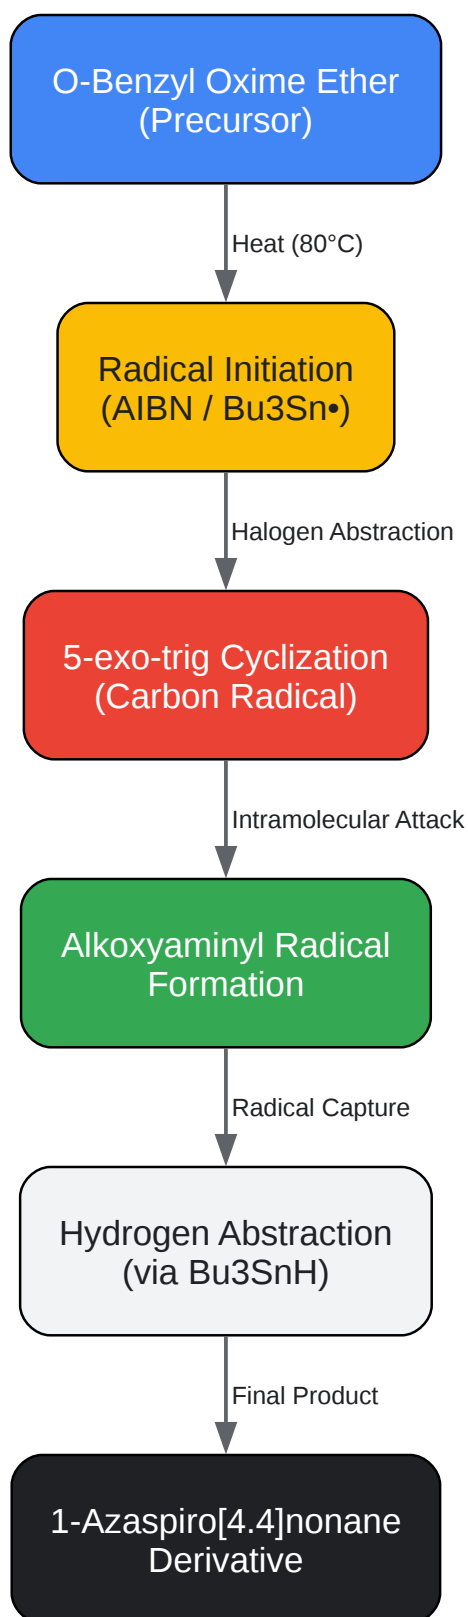 O-Benzyl Oxime Ether
(Precursor)
Heat (80°C)
Radical Initiation
(AIBN / Bu3Sn•)
Halogen Abstraction
5-exo-trig Cyclization
(Carbon Radical)
Intramolecular Attack
Alkoxyaminyl Radical
Formation
Radical Capture
Hydrogen Abstraction
(via Bu3SnH)
Final Product
1-Azaspiro[4.4]nonane
Derivative